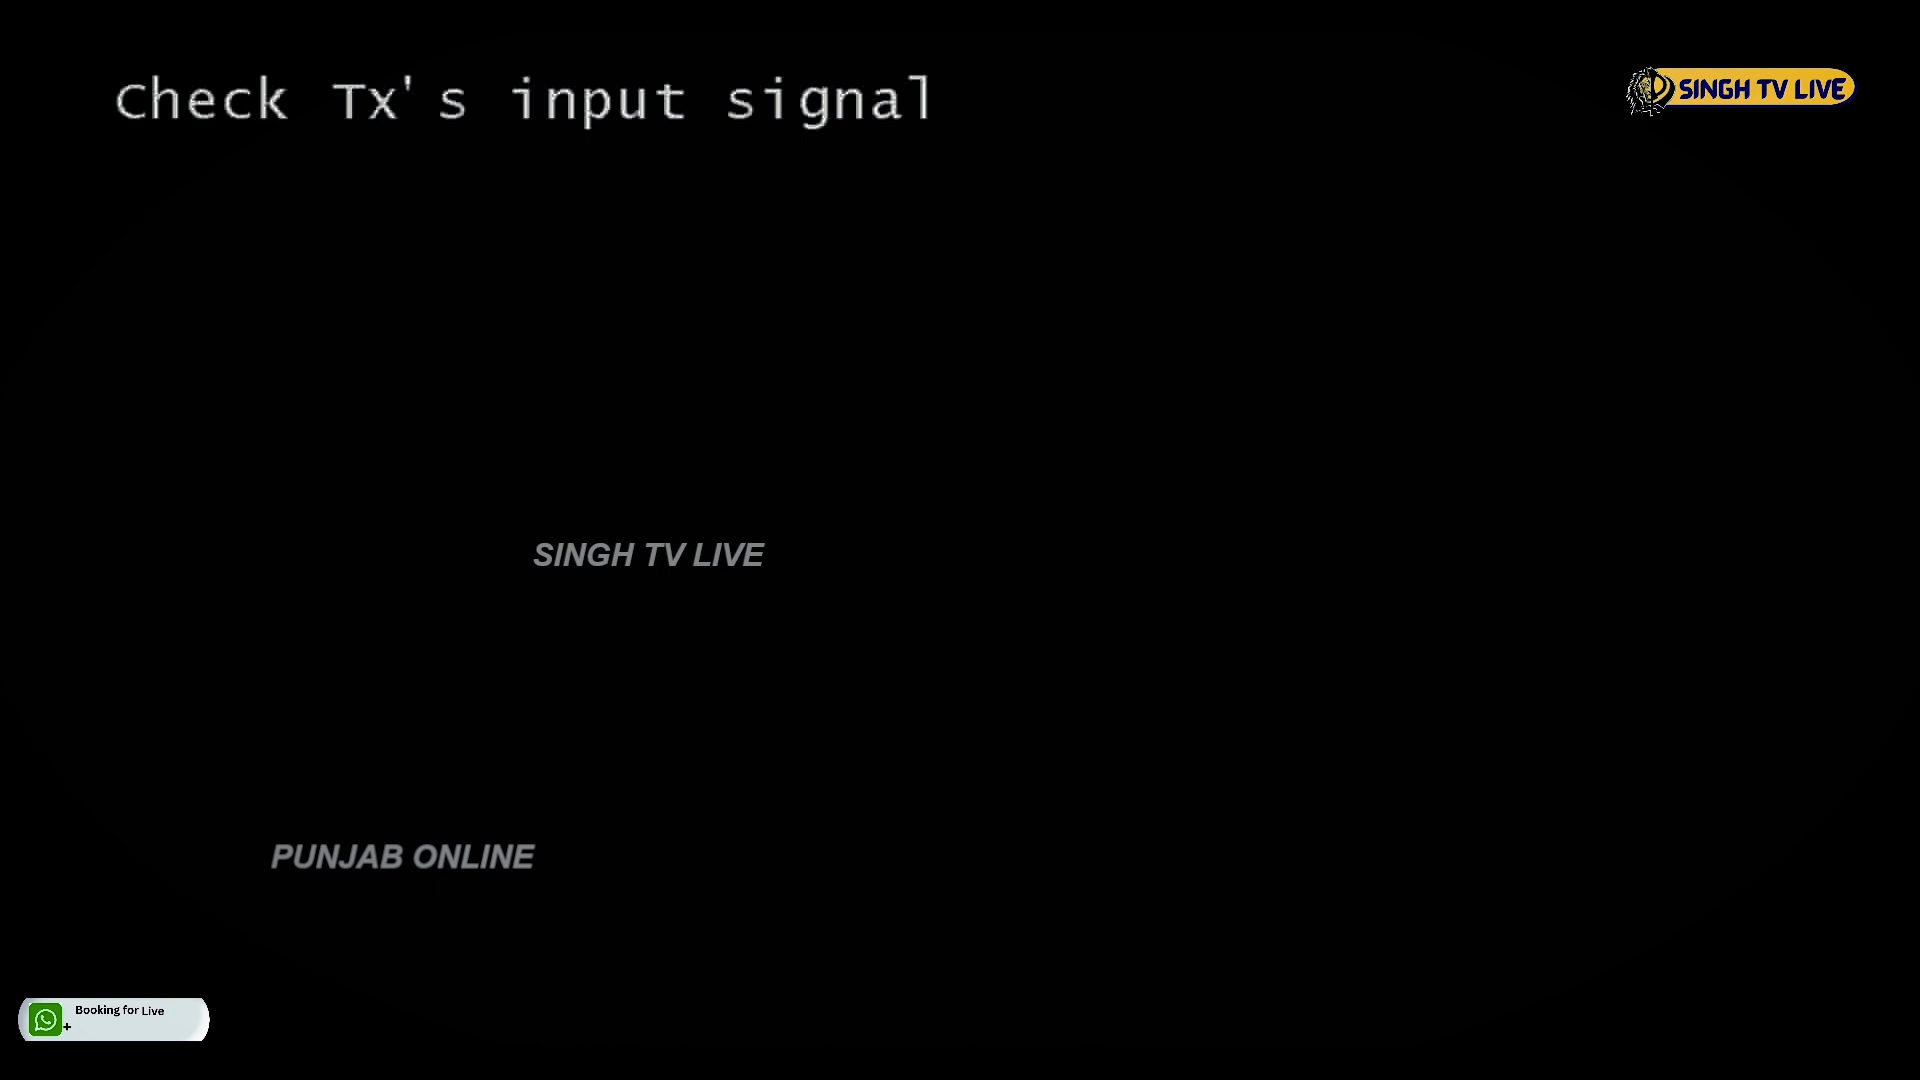 Check Tx's input signal
SINGH TV LIVE
SINGH TV LIVE
PUNJAB ONLINE
Booking for Live
+